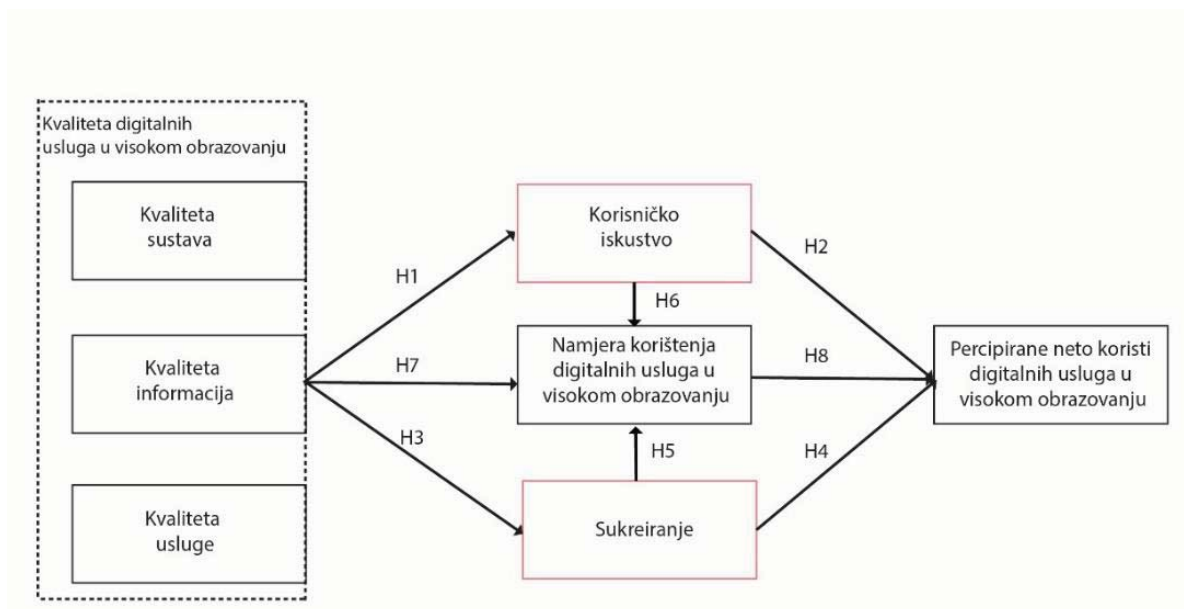 Kvaliteta digitalnih
usluga u visokom obrazovanju
Kvaliteta
sustava
Kvaliteta
informacija
Kvaliteta
usluge
H1
H7
H3
Korisničko
iskustvo
H6
Namjera korištenja
digitalnih usluga u
visokom obrazovanju
H5
Sukreiranje
H2
H8
H4
Percipirane neto koristi
digitalnih usluga u
visokom obrazovanju